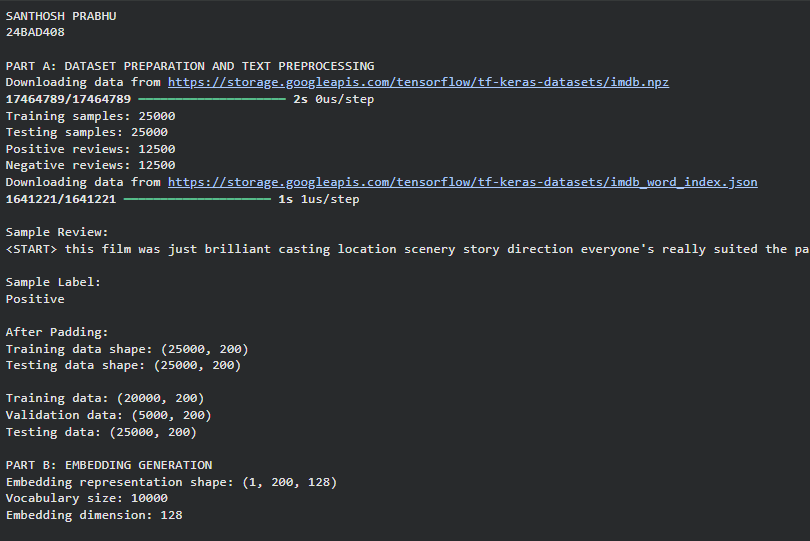 SANTHOSH PRABHU
24BAD408
PART A: DATASET PREPARATION AND TEXT PREPROCESSING
Downloading data from https://storage.googleapis.com/tensorflow/tf-keras-datasets/imdb.npz
17464789/17464789 ━━━━━━━━━━━━━━━━━━━━ 2s 0us/step
Training samples: 25000
Testing samples: 25000
Positive reviews: 12500
Negative reviews: 12500
Downloading data from https://storage.googleapis.com/tensorflow/tf-keras-datasets/imdb_word_index.json
1641221/1641221 ━━━━━━━━━━━━━━━━━━━━ 1s 1us/step
Sample Review:
<START> this film was just brilliant casting location scenery story direction everyone's really suited the pa
Sample Label:
Positive
After Padding:
Training data shape: (25000, 200)
Testing data shape: (25000, 200)
Training data: (20000, 200)
Validation data: (5000, 200)
Testing data: (25000, 200)
PART B: EMBEDDING GENERATION
Embedding representation shape: (1, 200, 128)
Vocabulary size: 10000
Embedding dimension: 128